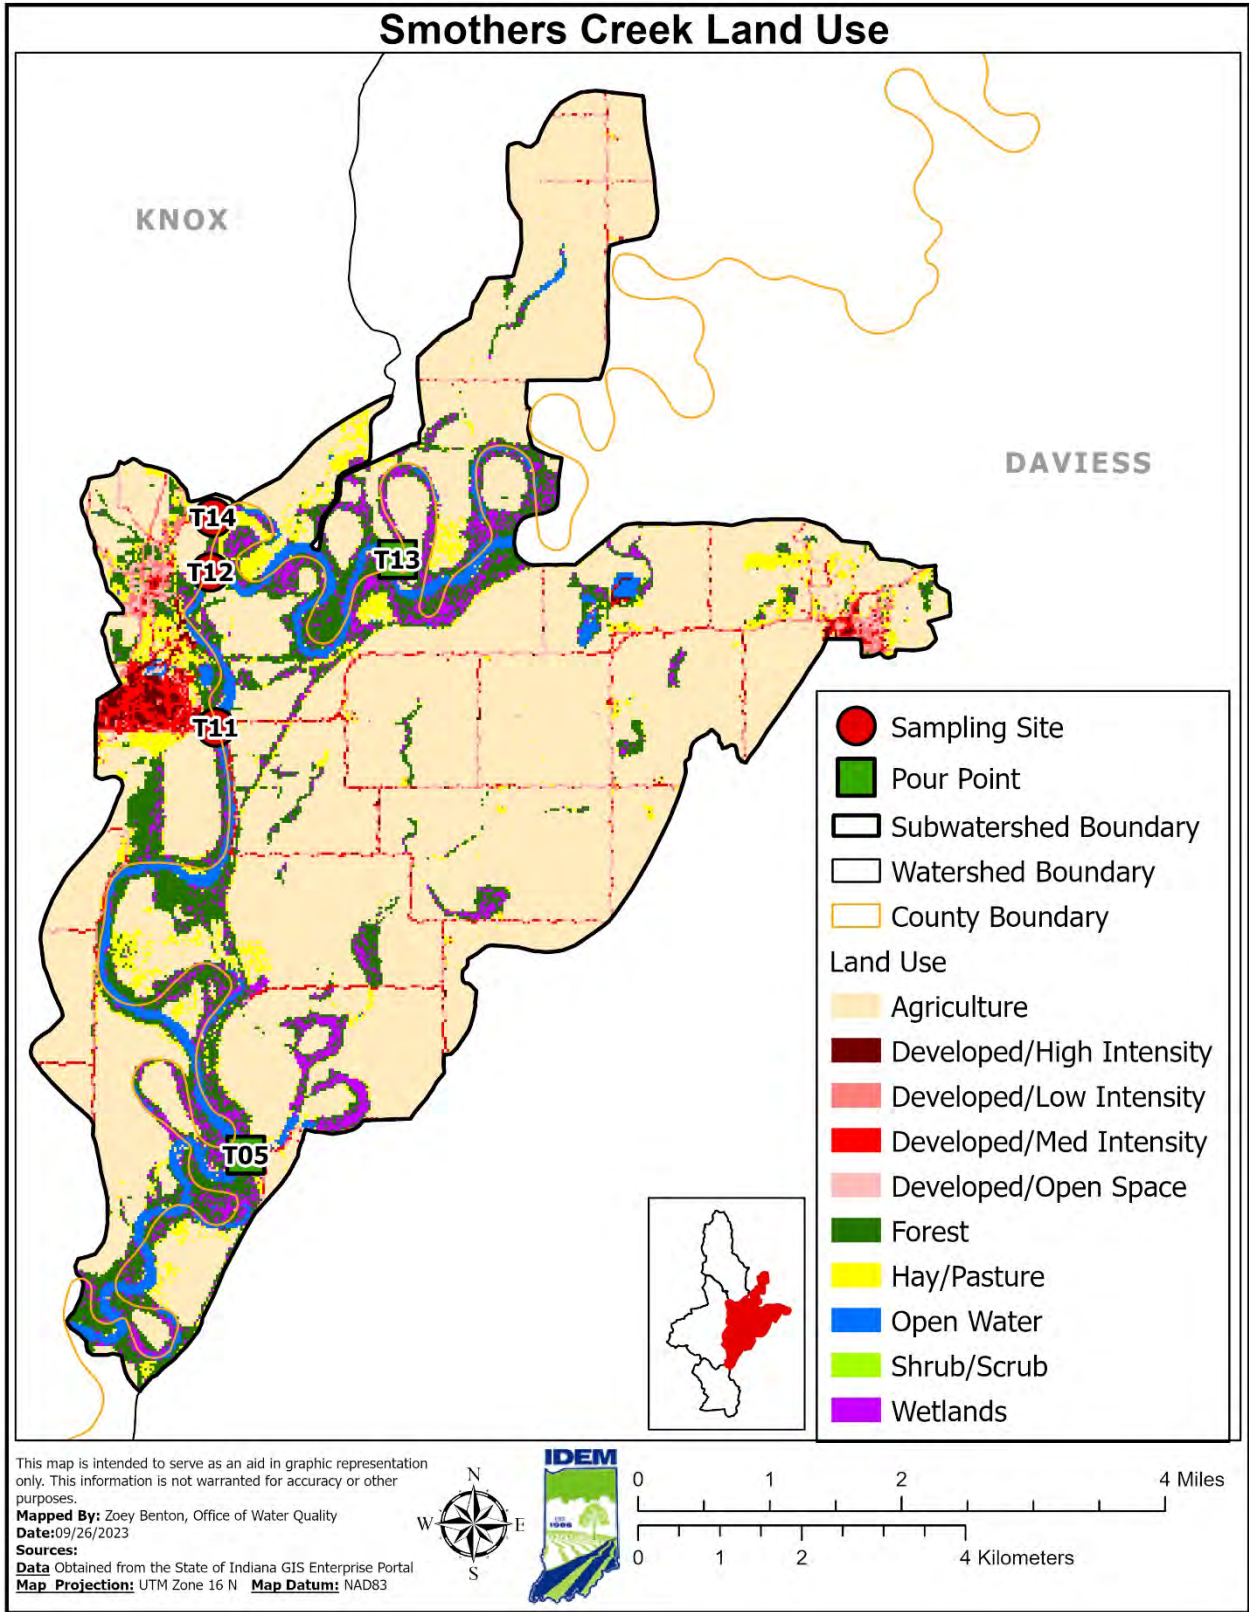 Smothers Creek Land Use
KNOX
DAVIESS
T14
T13
T12
T11
T05
Sampling Site
Pour Point
Subwatershed Boundary
Watershed Boundary
County Boundary
Land Use
Agriculture
Developed/High Intensity
Developed/Low Intensity
Developed/Med Intensity
Developed/Open Space
Forest
Hay/Pasture
Open Water
Shrub/Scrub
Wetlands
This map is intended to serve as an aid in graphic representation
only. This information is not warranted for accuracy or other
purposes.
Mapped By: Zoey Benton, Office of Water Quality
Date:09/26/2023
Sources:
Data Obtained from the State of Indiana GIS Enterprise Portal
Map Projection: UTM Zone 16 N Map Datum: NAD83
N
W E
S
IDEM
1986
0 1 2 4 Miles
0 1 2 4 Kilometers